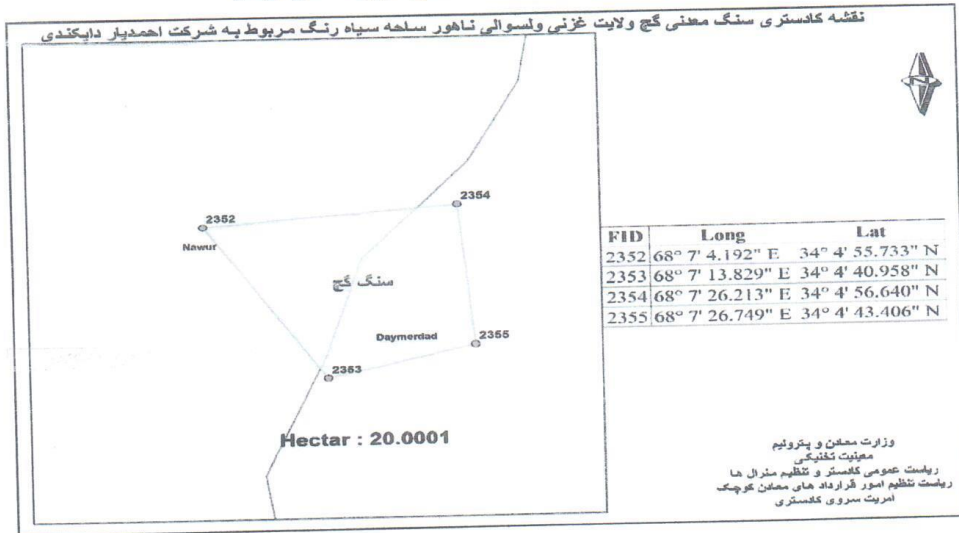 نقشه کادستری سنگ معدنی گچ ولایت غزنی ولسوالی ناهور ساحه سیاه رنگ مربوط به شرکت احمدیار دایکندی
N
2354
2352
Nawur
سنگ گچ
Daymerdad
2355
2353
Hectar : 20.0001
FID Long Lat
2352 68° 7' 4.192" E 34° 4' 55.733" N
2353 68° 7' 13.829" E 34° 4' 40.958" N
2354 68° 7' 26.213" E 34° 4' 56.640" N
2355 68° 7' 26.749" E 34° 4' 43.406" N
وزارت معادن و پترولیم
معینیت تخنیکی
ریاست عمومی کادستر و تنظیم منرال ها
ریاست تنظیم امور قرارداد های معادن کوچک
آمریت سروی کادستری